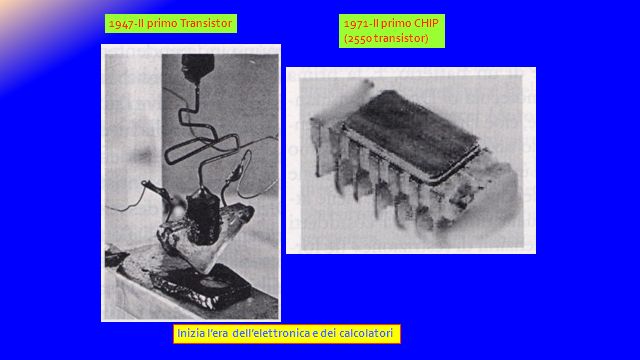 1947-Il primo Transistor
1971-Il primo CHIP
(2550 transistor)
Inizia l'era dell'elettronica e dei calcolatori